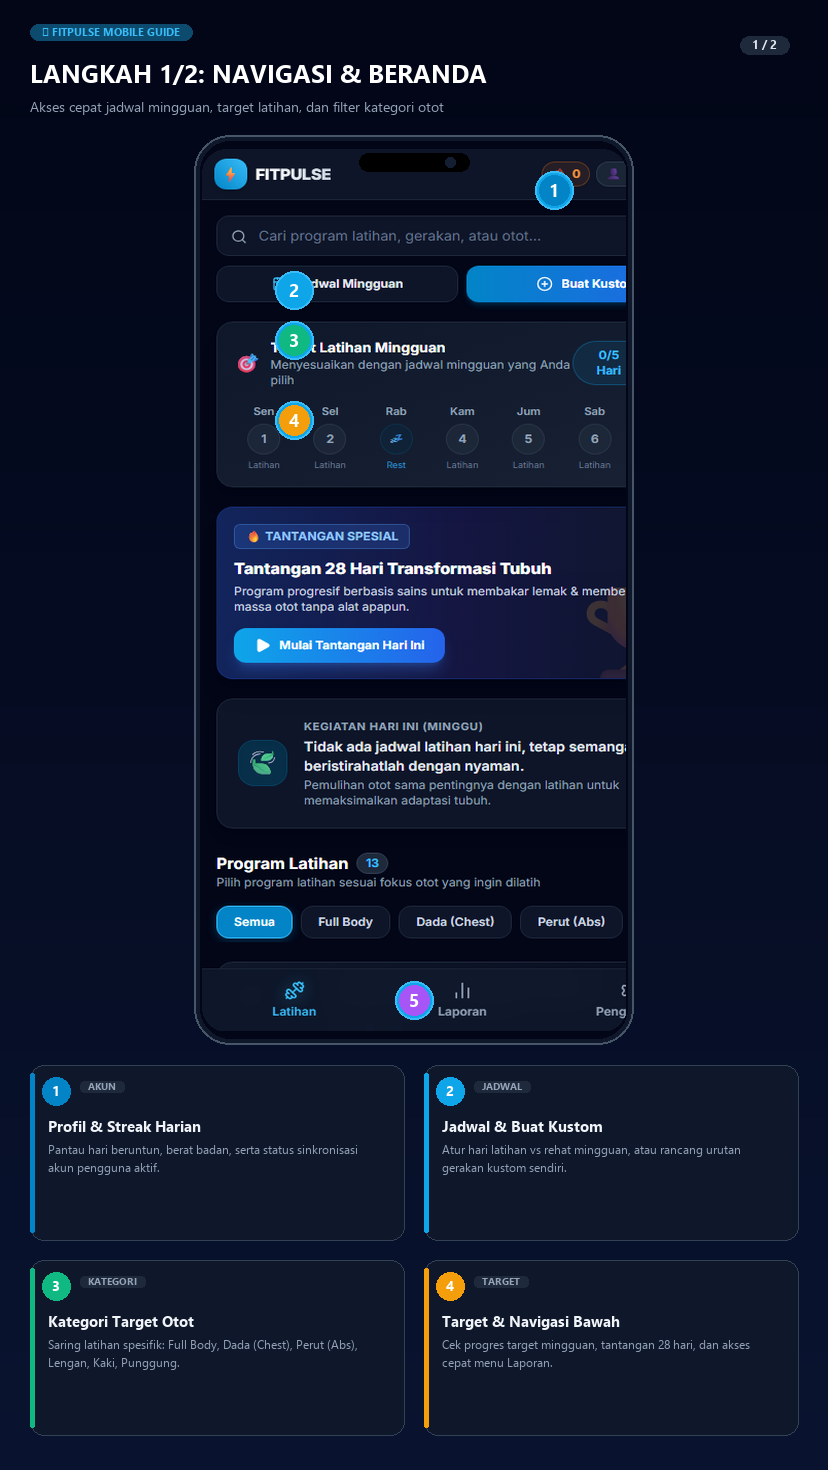 FITPULSE MOBILE GUIDE
1 / 2
LANGKAH 1/2: NAVIGASI & BERANDA
Akses cepat jadwal mingguan, target latihan, dan filter kategori otot
FITPULSE
0
1
Cari program latihan, gerakan, atau otot...
2
dwal Mingguan
Buat Kusto
3
T t Latihan Mingguan
Menyesuaikan dengan jadwal mingguan yang Anda
pilih
0/5
Hari
4
Sen Sel Rab Kam Jum Sab
1 2 4 5 6
Latihan Latihan Rest Latihan Latihan Latihan
TANTANGAN SPESIAL
Tantangan 28 Hari Transformasi Tubuh
Program progresif berbasis sains untuk membakar lemak & membe
massa otot tanpa alat apapun.
Mulai Tantangan Hari Ini
KEGIATAN HARI INI (MINGGU)
Tidak ada jadwal latihan hari ini, tetap semanga
beristirahatlah dengan nyaman.
Pemulihan otot sama pentingnya dengan latihan untuk
memaksimalkan adaptasi tubuh.
Program Latihan 13
Pilih program latihan sesuai fokus otot yang ingin dilatih
Semua Full Body Dada (Chest) Perut (Abs)
5
Latihan Laporan Peng
1 AKUN
Profil & Streak Harian
Pantau hari beruntun, berat badan, serta status sinkronisasi
akun pengguna aktif.
2 JADWAL
Jadwal & Buat Kustom
Atur hari latihan vs rehat mingguan, atau rancang urutan
gerakan kustom sendiri.
3 KATEGORI
Kategori Target Otot
Saring latihan spesifik: Full Body, Dada (Chest), Perut (Abs),
Lengan, Kaki, Punggung.
4 TARGET
Target & Navigasi Bawah
Cek progres target mingguan, tantangan 28 hari, dan akses
cepat menu Laporan.